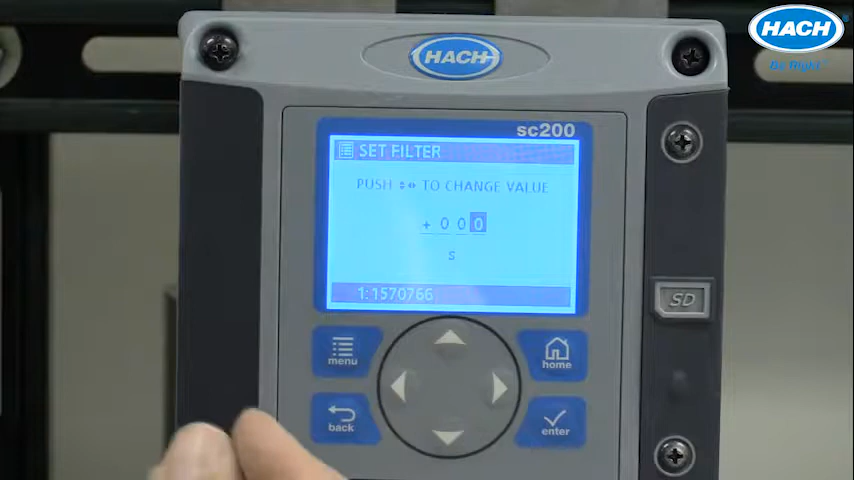 HACH
Be Right™
HACH
sc200
SET FILTER
PUSH TO CHANGE VALUE
+ 0 0 0
s
1:1570766
SD
menu
home
back
enter